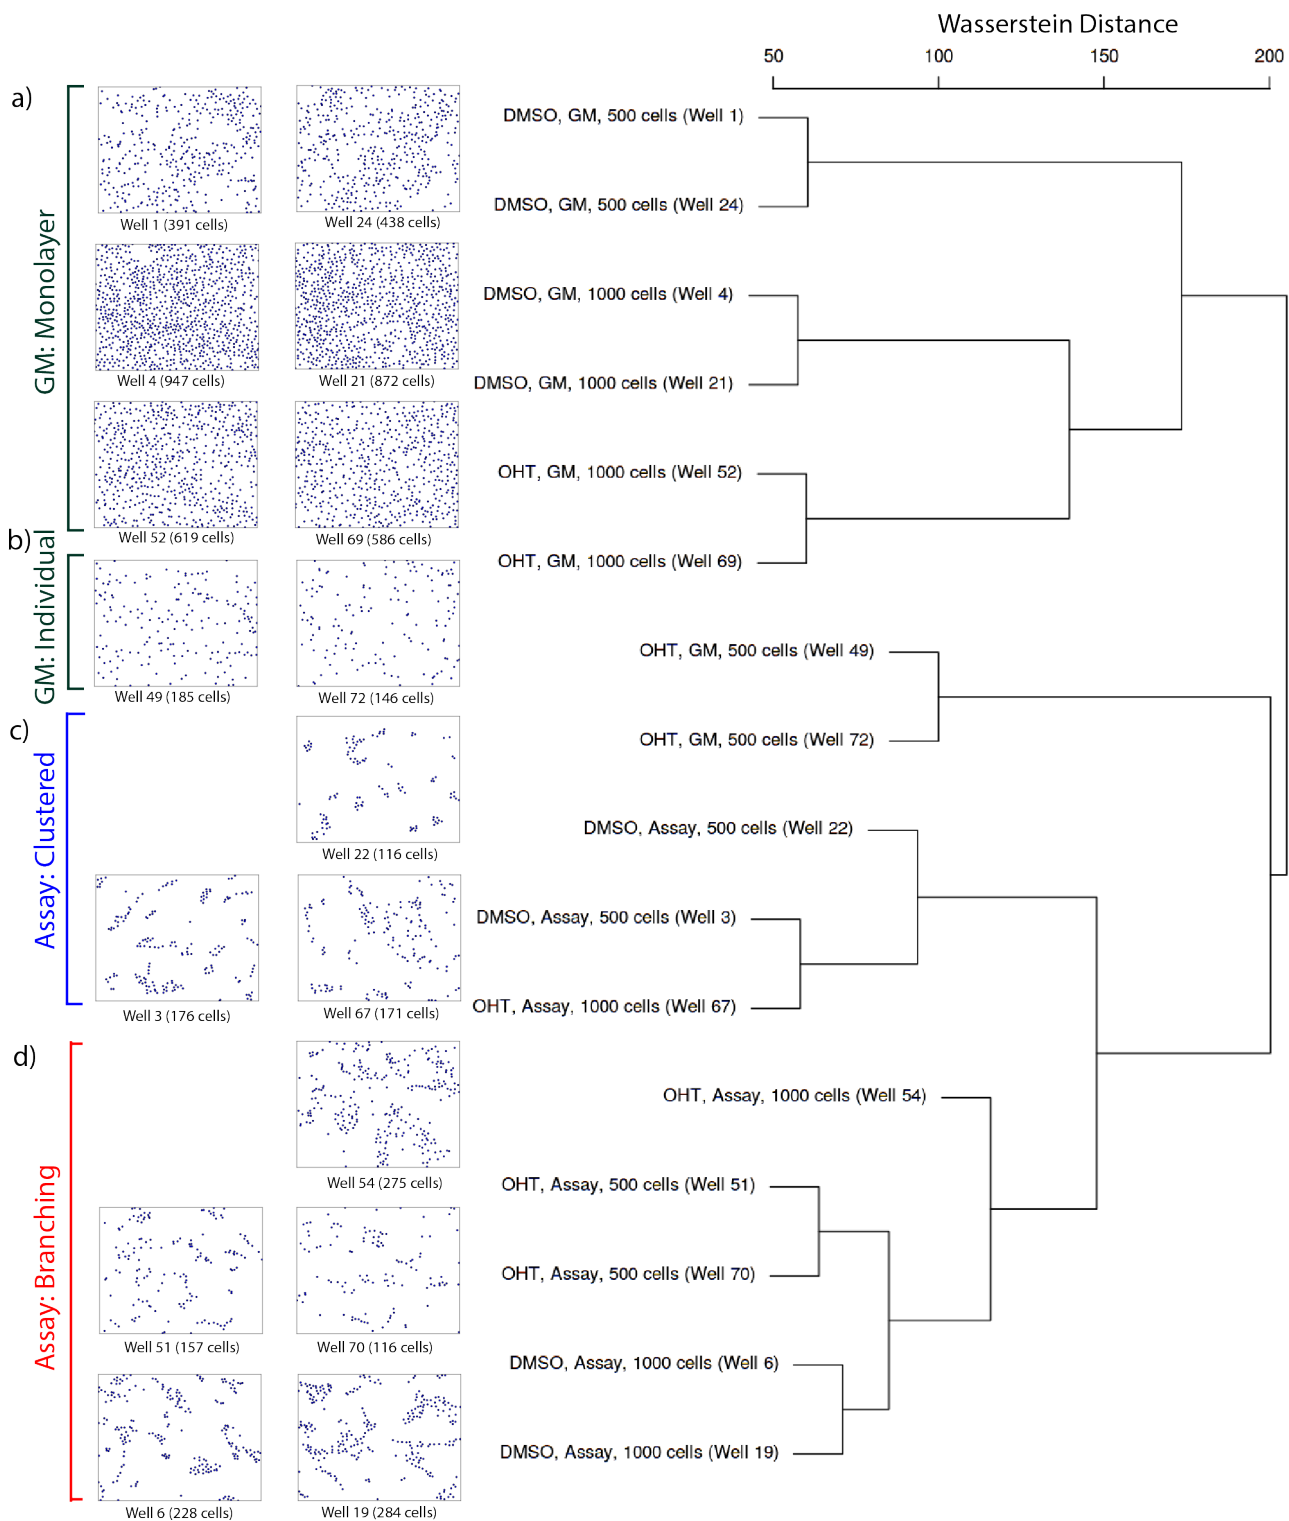 Wasserstein Distance
50 100 150 200
a)
GM: Monolayer
Well 1 (391 cells)
Well 24 (438 cells)
Well 4 (947 cells)
Well 21 (872 cells)
Well 52 (619 cells)
Well 69 (586 cells)
DMSO, GM, 500 cells (Well 1)
DMSO, GM, 500 cells (Well 24)
DMSO, GM, 1000 cells (Well 4)
DMSO, GM, 1000 cells (Well 21)
OHT, GM, 1000 cells (Well 52)
OHT, GM, 1000 cells (Well 69)
b)
GM: Individual
Well 49 (185 cells)
Well 72 (146 cells)
OHT, GM, 500 cells (Well 49)
OHT, GM, 500 cells (Well 72)
c)
Assay: Clustered
Well 22 (116 cells)
Well 3 (176 cells)
Well 67 (171 cells)
DMSO, Assay, 500 cells (Well 22)
DMSO, Assay, 500 cells (Well 3)
OHT, Assay, 1000 cells (Well 67)
d)
Assay: Branching
Well 54 (275 cells)
Well 51 (157 cells)
Well 70 (116 cells)
Well 6 (228 cells)
Well 19 (284 cells)
OHT, Assay, 1000 cells (Well 54)
OHT, Assay, 500 cells (Well 51)
OHT, Assay, 500 cells (Well 70)
DMSO, Assay, 1000 cells (Well 6)
DMSO, Assay, 1000 cells (Well 19)